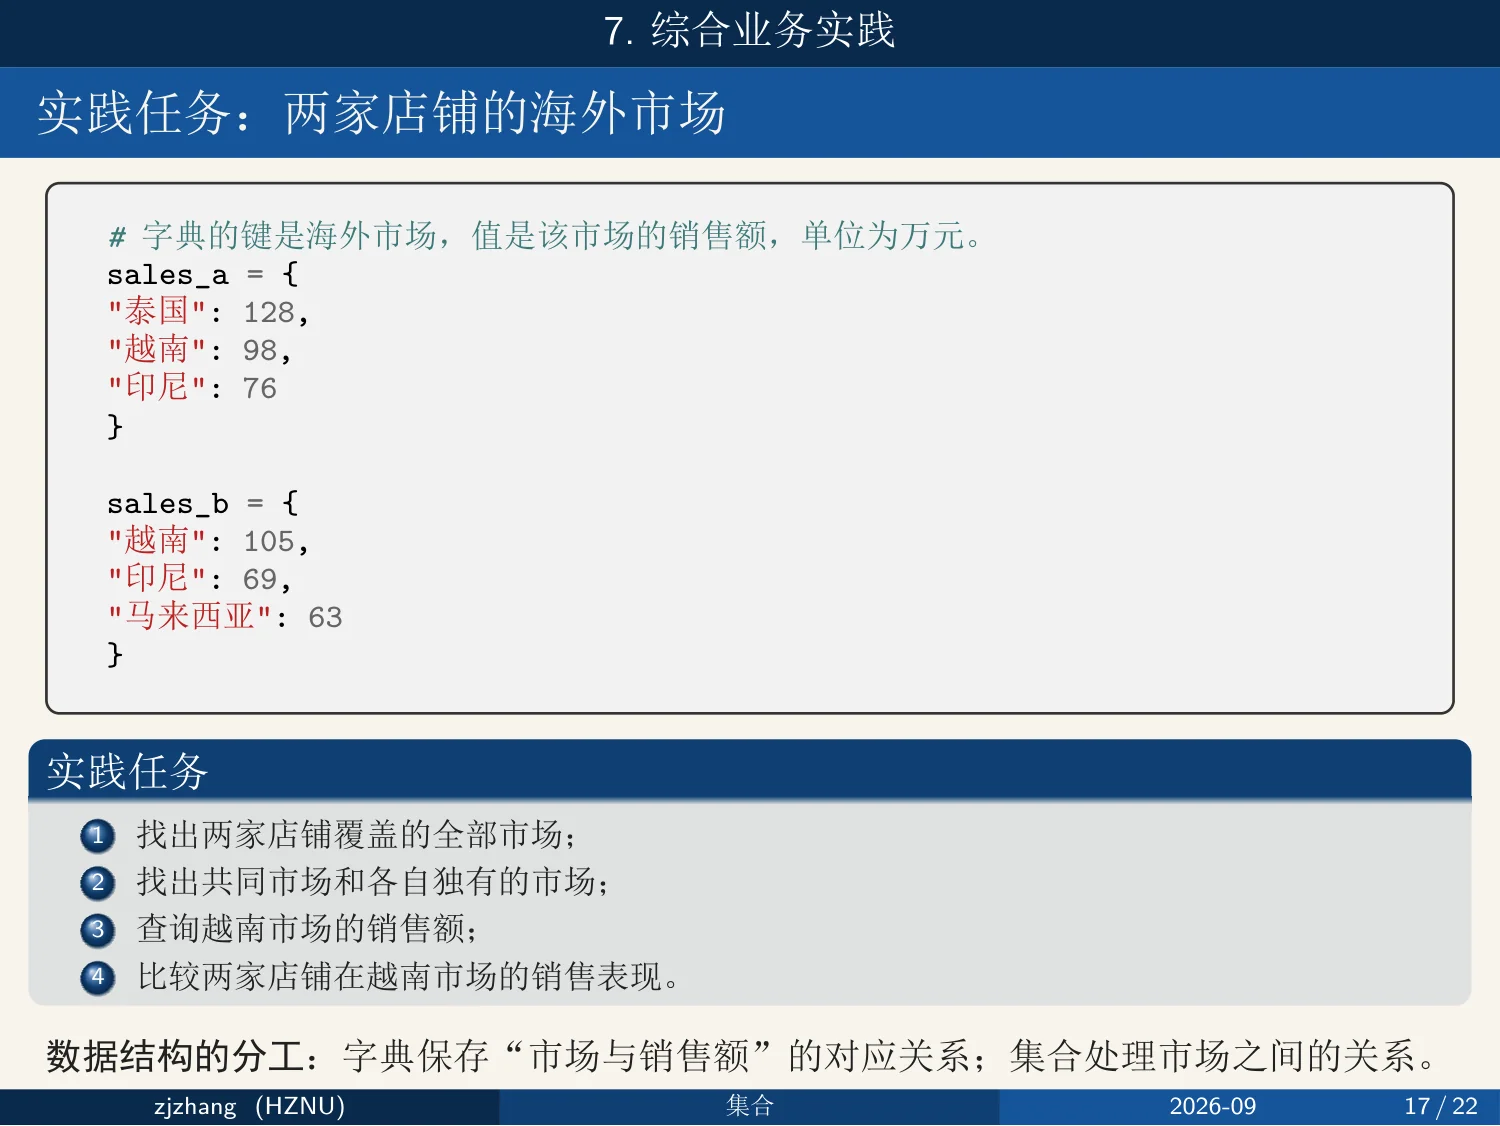 7. 综合业务实践
实践任务：两家店铺的海外市场
# 字典的键是海外市场，值是该市场的销售额，单位为万元。
sales_a = {
"泰国": 128,
"越南": 98,
"印尼": 76
}
sales_b = {
"越南": 105,
"印尼": 69,
"马来西亚": 63
}
实践任务
1 找出两家店铺覆盖的全部市场；
2 找出共同市场和各自独有的市场；
3 查询越南市场的销售额；
4 比较两家店铺在越南市场的销售表现。
数据结构的分工：字典保存“市场与销售额”的对应关系；集合处理市场之间的关系。
zjzhang (HZNU) 集合 2026-09 17 / 22